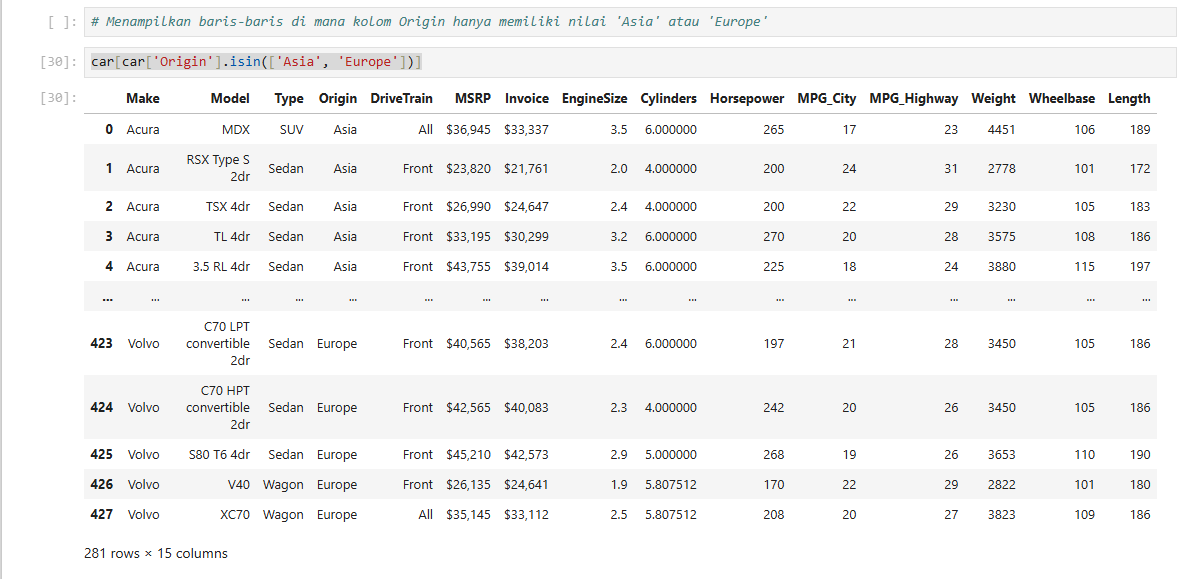 [ ]: # Menampilkan baris-baris di mana kolom Origin hanya memiliki nilai 'Asia' atau 'Europe'
[30]: car[car['Origin'].isin(['Asia', 'Europe'])]
[30]: Make Model Type Origin DriveTrain MSRP Invoice EngineSize Cylinders Horsepower MPG_City MPG_Highway Weight Wheelbase Length
0 Acura MDX SUV Asia All $36,945 $33,337 3.5 6.000000 265 17 23 4451 106 189
1 Acura RSX Type S 2dr Sedan Asia Front $23,820 $21,761 2.0 4.000000 200 24 31 2778 101 172
2 Acura TSX 4dr Sedan Asia Front $26,990 $24,647 2.4 4.000000 200 22 29 3230 105 183
3 Acura TL 4dr Sedan Asia Front $33,195 $30,299 3.2 6.000000 270 20 28 3575 108 186
4 Acura 3.5 RL 4dr Sedan Asia Front $43,755 $39,014 3.5 6.000000 225 18 24 3880 115 197
... ... ... ... ... ... ... ... ... ... ... ... ... ... ... ...
423 Volvo C70 LPT convertible 2dr Sedan Europe Front $40,565 $38,203 2.4 6.000000 197 21 28 3450 105 186
424 Volvo C70 HPT convertible 2dr Sedan Europe Front $42,565 $40,083 2.3 4.000000 242 20 26 3450 105 186
425 Volvo S80 T6 4dr Sedan Europe Front $45,210 $42,573 2.9 5.000000 268 19 26 3653 110 190
426 Volvo V40 Wagon Europe Front $26,135 $24,641 1.9 5.807512 170 22 29 2822 101 180
427 Volvo XC70 Wagon Europe All $35,145 $33,112 2.5 5.807512 208 20 27 3823 109 186
281 rows × 15 columns